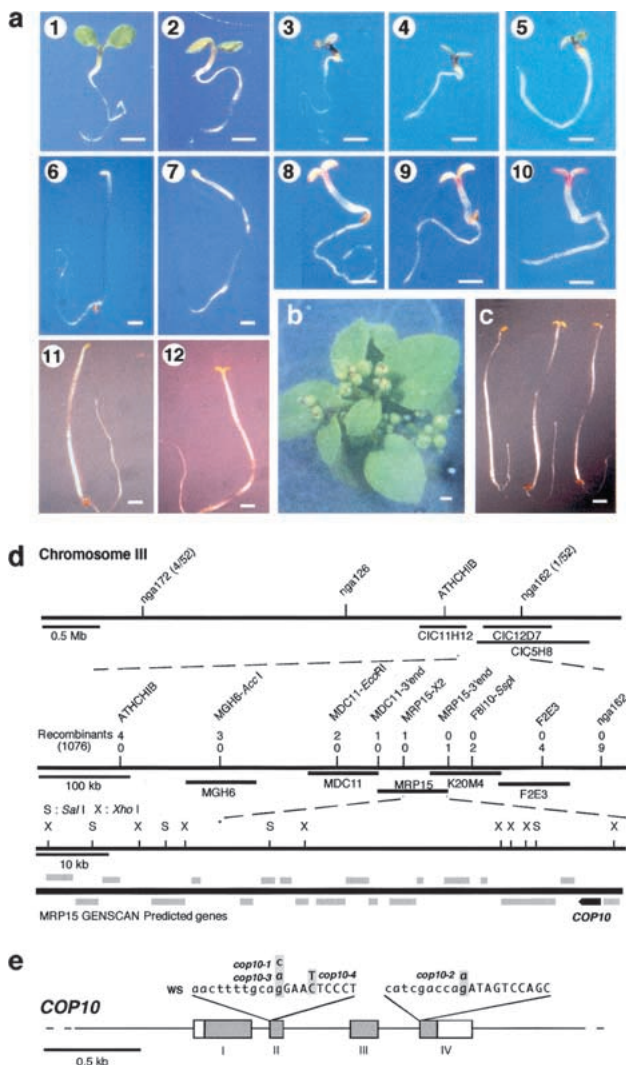 a
1 2 3 4 5
6 7 8 9 10
b c
11 12
d
Chromosome III
nga172 (4/52) nga126 ATHCHIB nga162 (1/52)
0.5 Mb CIC11H12 CIC12D7
CIC5H8
ATHCHIB MGH6-Acc I MDC11-EcoRI MDC11-3'end MRP15-X2 MRP15-3'end F8I10-SspI F2E3 nga162
Recombinants 4 3 2 1 1 0 0 0 0
(1076) 0 0 0 0 0 1 2 4 9
100 kb MGH6 MDC11 MRP15 K20M4 F2E3
S : Sal I X : Xho I
X S X S X S X X X X S X
10 kb
MRP15 GENSCAN Predicted genes COP10
e
cop10-1 c
cop10-3 a T cop10-4 cop10-2 a
WS aacttttgcagGAACTCCCT catcgaccagATAGTCCAGC
COP10
I II III IV
0.5 kb